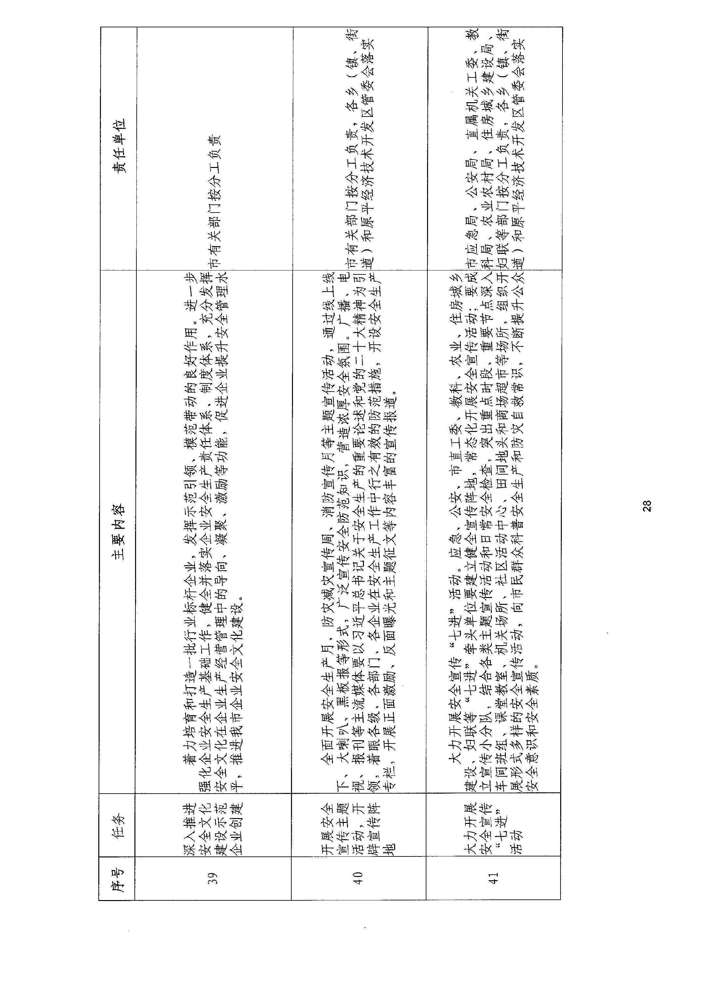 序号
任务
主要内容
责任单位
39
深入推进
安全文化
建设示范
企业创建
着力培育和打造一批行业标杆企业，发挥示范引领、模范带动的良好作用。进一步
强化企业安全生产基础工作，健全并落实企业安全生产责任体系、制度体系，充分发挥
安全文化在企业生产经营管理中的导向、凝聚、激励等功能，促进企业提升安全管理水
平，推进我市企业安全文化建设。
市有关部门按分工负责
40
开展安全
宣传主题
活动，开
辟宣传阵
地
全面开展安全生产月、防灾减灾宣传周、消防宣传月等主题宣传活动，通过线上线
下、大喇叭、黑板报等形式，广泛宣传安全防范知识，营造浓厚安全氛围。广播、电
视、报刊等主流媒体要以习近平总书记关于安全生产的重要论述和党的二十大精神为引
领，着眼各级、各部门、各企业在安全生产工作中行之有效的防范措施，开设安全生产
专栏，开展正面激励、反面曝光和主题征文等内容丰富的宣传报道。
市有关部门按分工负责，各乡（镇、街
道）和原平经济技术开发区管委会落实
41
大力开展
安全宣传
“七进”
活动
大力开展安全宣传“七进”活动。应急、公安、市直工委、教科、农业、住房城乡
建设、妇联等“七进”牵头单位要建立健全宣传阵地，常态化开展安全宣传活动；要成
立宣传小分队，结合各类主题宣传活动和日常安全检查，突出重点时段、重要节点深入
车间班组、课堂教室、机关场所、社区活动中心、田间地头和商场超市等场所，组织开
展形式多样的安全宣传活动，向市民群众科普安全生产和防灾自救常识，不断提升公众
安全意识和安全素质。
市应急局、公安局、直属机关工委、教
科局、农业农村局、住房城乡建设局、
妇联等部门按分工负责，各乡（镇、街
道）和原平经济技术开发区管委会落实
28